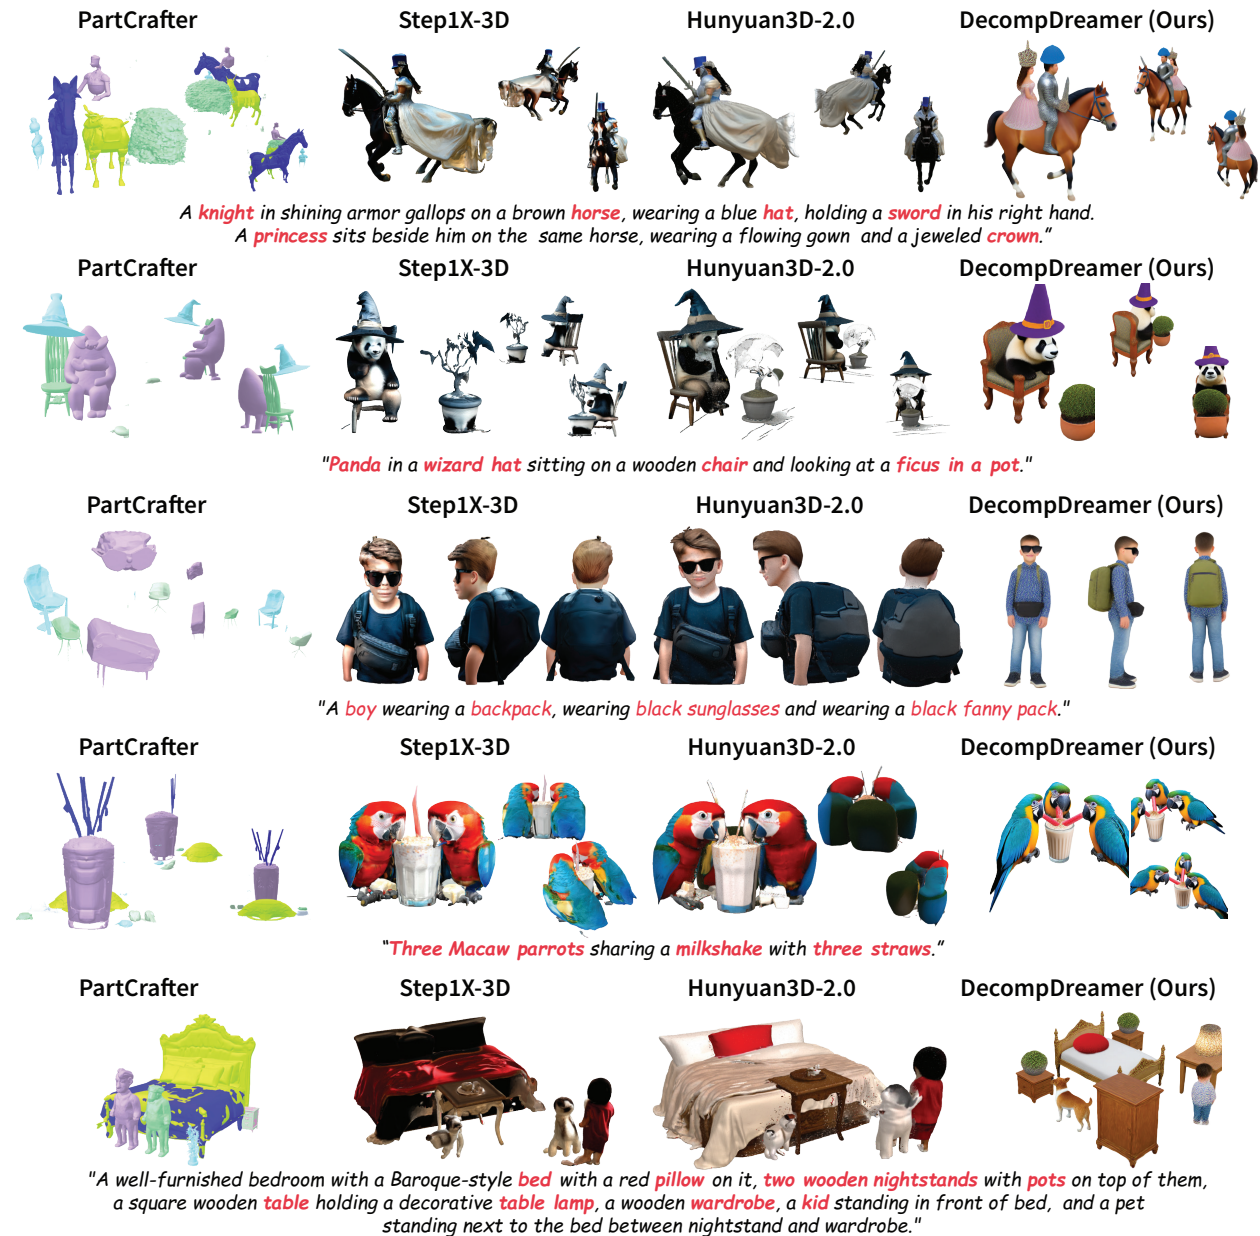 PartCrafter Step1X-3D Hunyuan3D-2.0 DecompDreamer (Ours)
A knight in shining armor gallops on a brown horse, wearing a blue hat, holding a sword in his right hand.
A princess sits beside him on the same horse, wearing a flowing gown and a jeweled crown.”
PartCrafter Step1X-3D Hunyuan3D-2.0 DecompDreamer (Ours)
"Panda in a wizard hat sitting on a wooden chair and looking at a ficus in a pot."
PartCrafter Step1X-3D Hunyuan3D-2.0 DecompDreamer (Ours)
"A boy wearing a backpack, wearing black sunglasses and wearing a black fanny pack."
PartCrafter Step1X-3D Hunyuan3D-2.0 DecompDreamer (Ours)
“Three Macaw parrots sharing a milkshake with three straws.”
PartCrafter Step1X-3D Hunyuan3D-2.0 DecompDreamer (Ours)
"A well-furnished bedroom with a Baroque-style bed with a red pillow on it, two wooden nightstands with pots on top of them,
a square wooden table holding a decorative table lamp, a wooden wardrobe, a kid standing in front of bed, and a pet
standing next to the bed between nightstand and wardrobe."